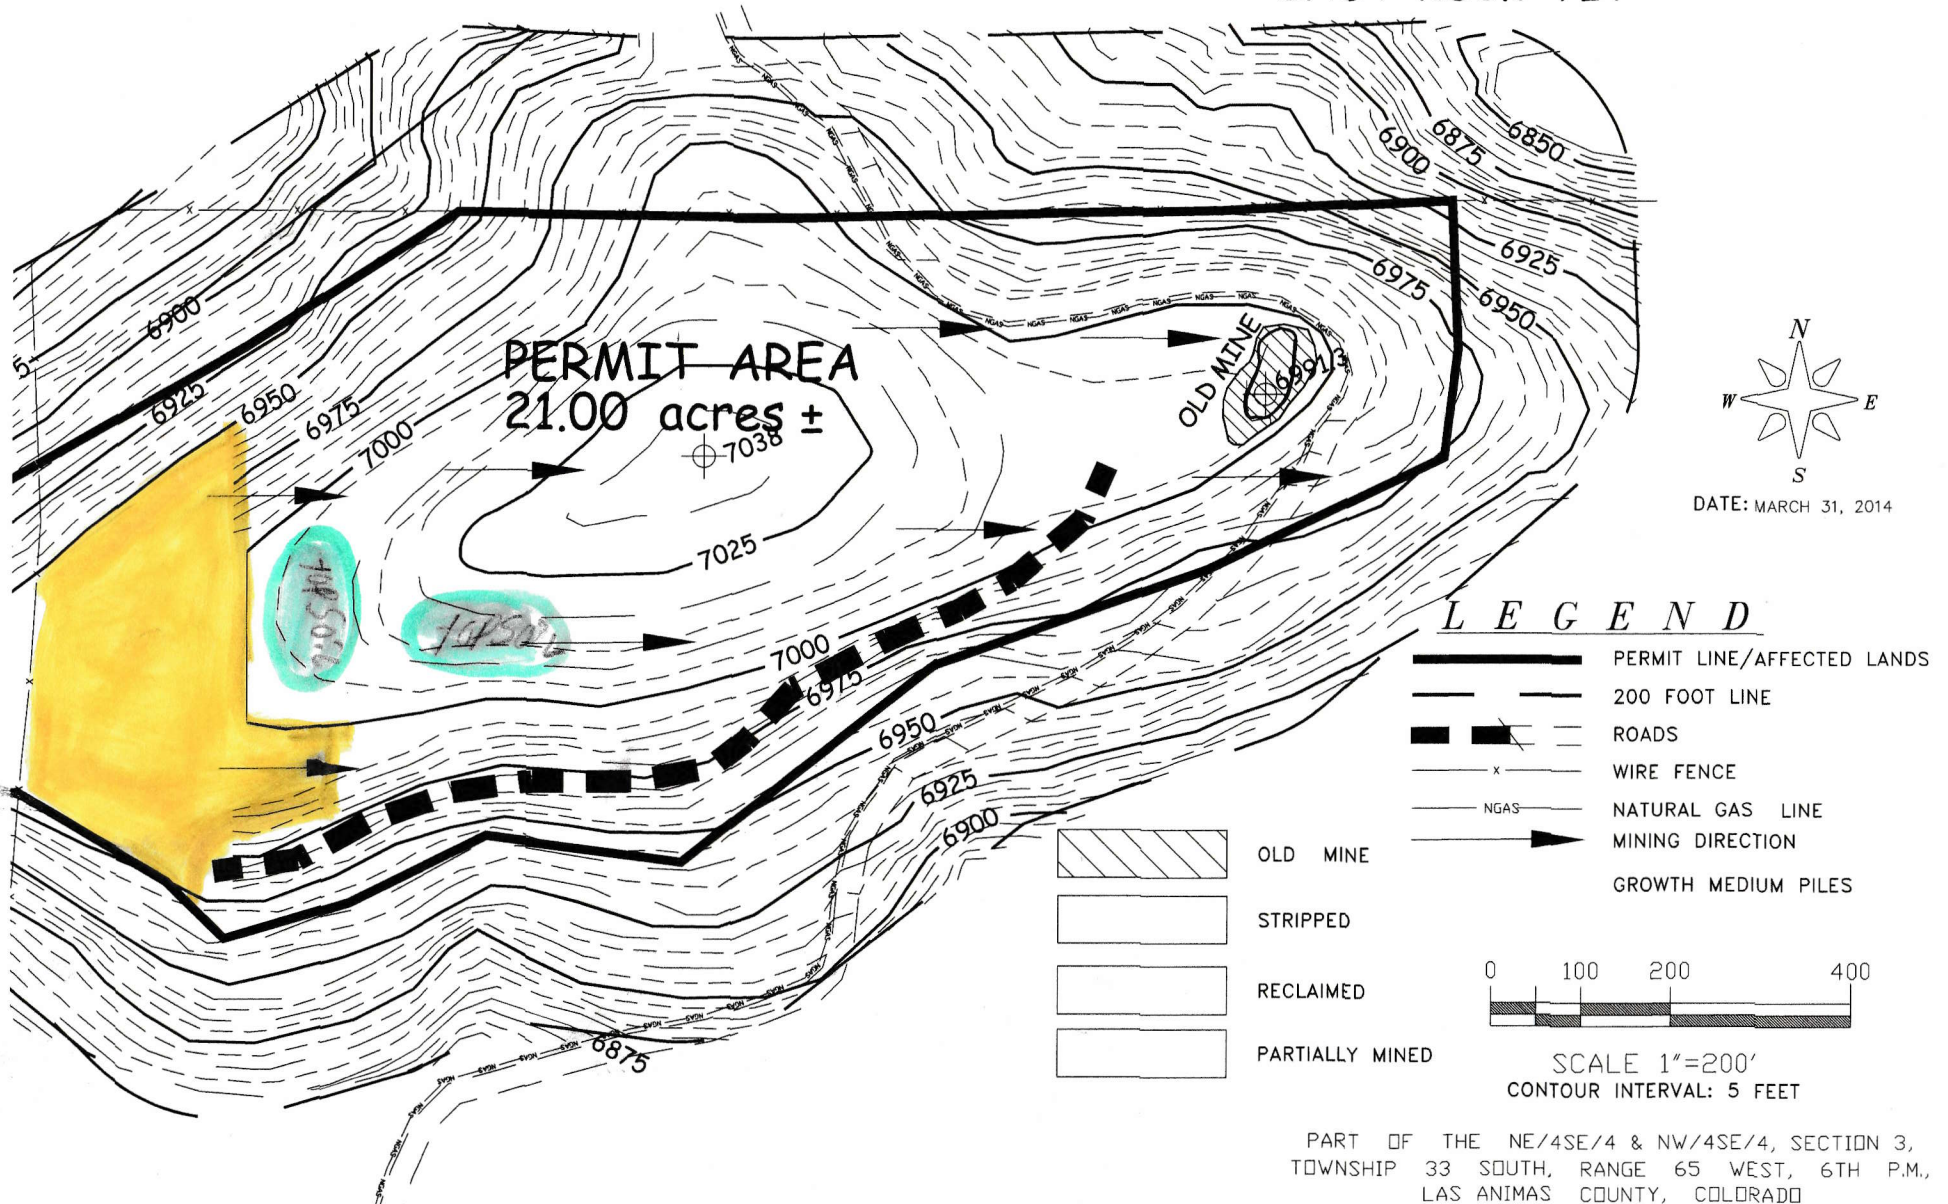 6850
6875
6900
6925
6975
6950
6900
6925
6950
6975
7000
PERMIT AREA
21.00 acres ±
7038
OLD MINE
6991.3
7025
7000
6975
6950
6925
6900
6875
TOPSOIL
TOPSOIL
NGAS
N
W E
S
DATE: MARCH 31, 2014
LEGEND
PERMIT LINE/AFFECTED LANDS
200 FOOT LINE
ROADS
x WIRE FENCE
NGAS NATURAL GAS LINE
MINING DIRECTION
GROWTH MEDIUM PILES
OLD MINE
STRIPPED
RECLAIMED
PARTIALLY MINED
0 100 200 400
SCALE 1"=200'
CONTOUR INTERVAL: 5 FEET
PART OF THE NE/4SE/4 & NW/4SE/4, SECTION 3,
TOWNSHIP 33 SOUTH, RANGE 65 WEST, 6TH P.M.,
LAS ANIMAS COUNTY, COLORADO